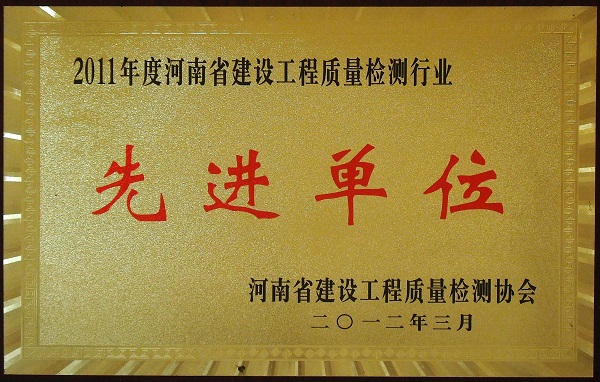 2011年度河南省建设工程质量检测行业
先进单位
河南省建设工程质量检测协会
二〇一二年三月